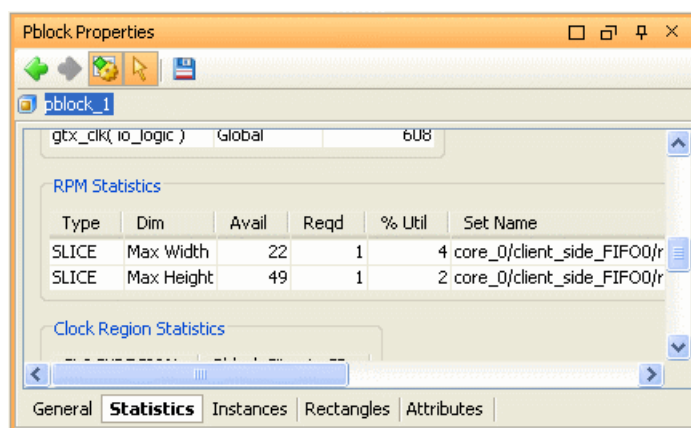 Pblock Properties
pblock_1
gtx_clk( io_logic ) Global 608
RPM Statistics
Type Dim Avail Reqd % Util Set Name
SLICE Max Width 22 1 4 core_0/client_side_FIFO0/r
SLICE Max Height 49 1 2 core_0/client_side_FIFO0/r
Clock Region Statistics
General Statistics Instances Rectangles Attributes